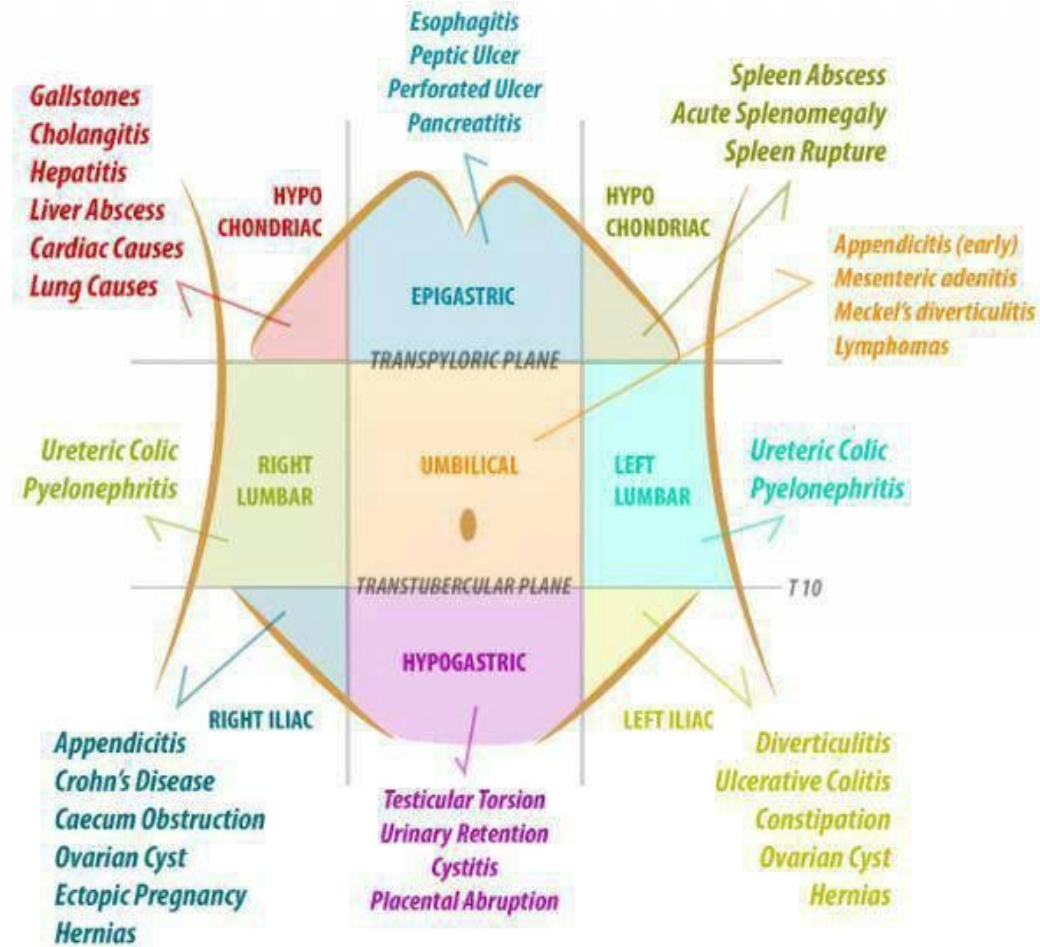 Esophagitis
Peptic Ulcer
Perforated Ulcer
Pancreatitis
Gallstones
Cholangitis
Hepatitis
Liver Abscess
Cardiac Causes
Lung Causes
Spleen Abscess
Acute Splenomegaly
Spleen Rupture
HYPO
CHONDRIAC
HYPO
CHONDRIAC
EPIGASTRIC
Appendicitis (early)
Mesenteric adenitis
Meckel's diverticulitis
Lymphomas
TRANSPYLORIC PLANE
Ureteric Colic
Pyelonephritis
RIGHT
LUMBAR
UMBILICAL
LEFT
LUMBAR
Ureteric Colic
Pyelonephritis
TRANSTUBERCULAR PLANE
T 10
HYPOGASTRIC
RIGHT ILIAC
LEFT ILIAC
Appendicitis
Crohn's Disease
Caecum Obstruction
Ovarian Cyst
Ectopic Pregnancy
Hernias
Testicular Torsion
Urinary Retention
Cystitis
Placental Abruption
Diverticulitis
Ulcerative Colitis
Constipation
Ovarian Cyst
Hernias